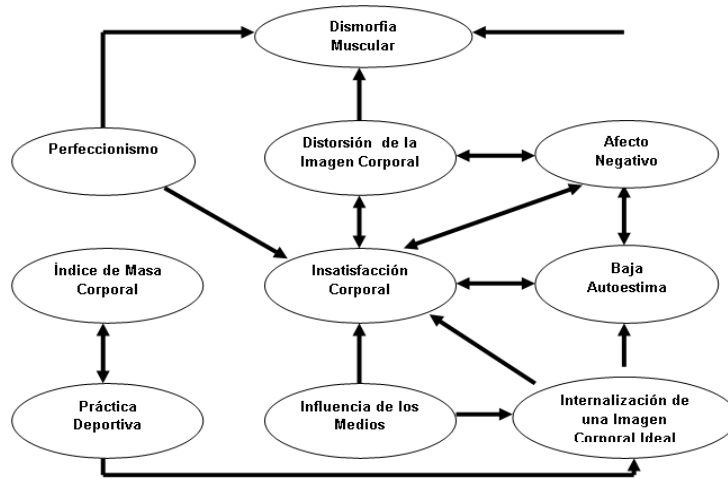 Dismorfia
Muscular
Perfeccionismo
Distorsión de la
Imagen Corporal
Afecto
Negativo
Índice de Masa
Corporal
Insatisfacción
Corporal
Baja
Autoestima
Práctica
Deportiva
Influencia de los
Medios
Internalización de
una Imagen
Corporal Ideal